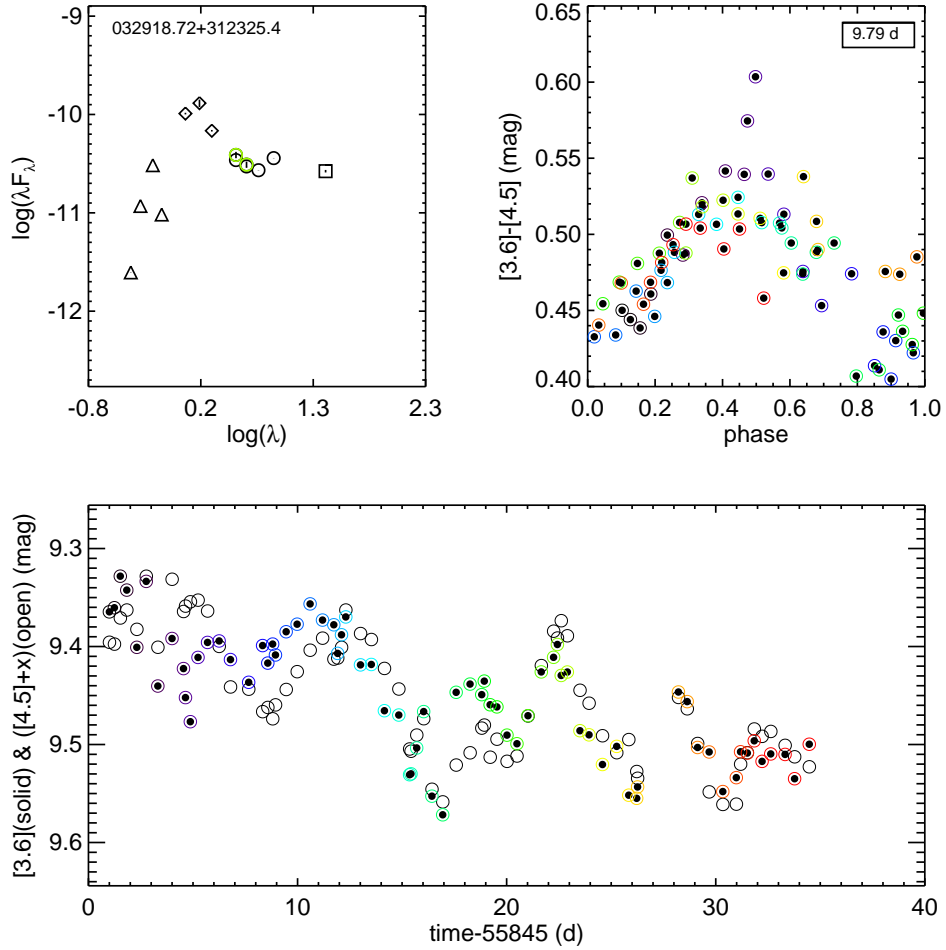 032918.72+312325.4
-9
-10
-11
-12
log(λFλ)
-0.8 0.2 1.3 2.3
log(λ)
9.79 d
0.65
0.60
0.55
0.50
0.45
0.40
[3.6]-[4.5] (mag)
0.0 0.2 0.4 0.6 0.8 1.0
phase
9.3
9.4
9.5
9.6
[3.6](solid) & ([4.5]+x)(open) (mag)
0 10 20 30 40
time-55845 (d)